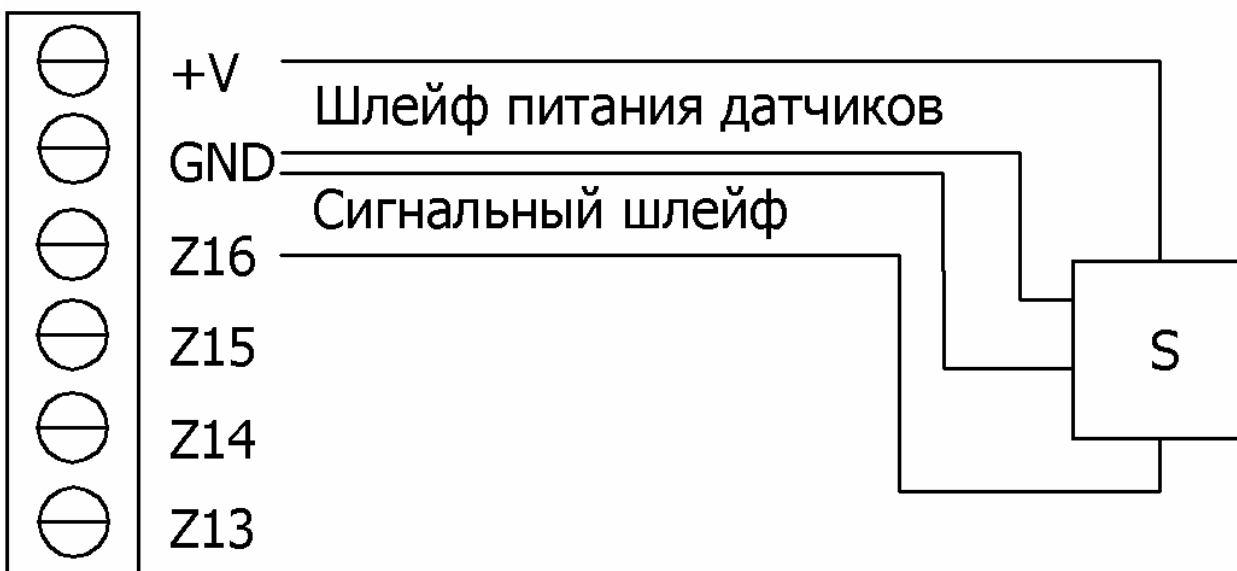 +V
Шлейф питания датчиков
GND
Сигнальный шлейф
Z16
Z15
S
Z14
Z13